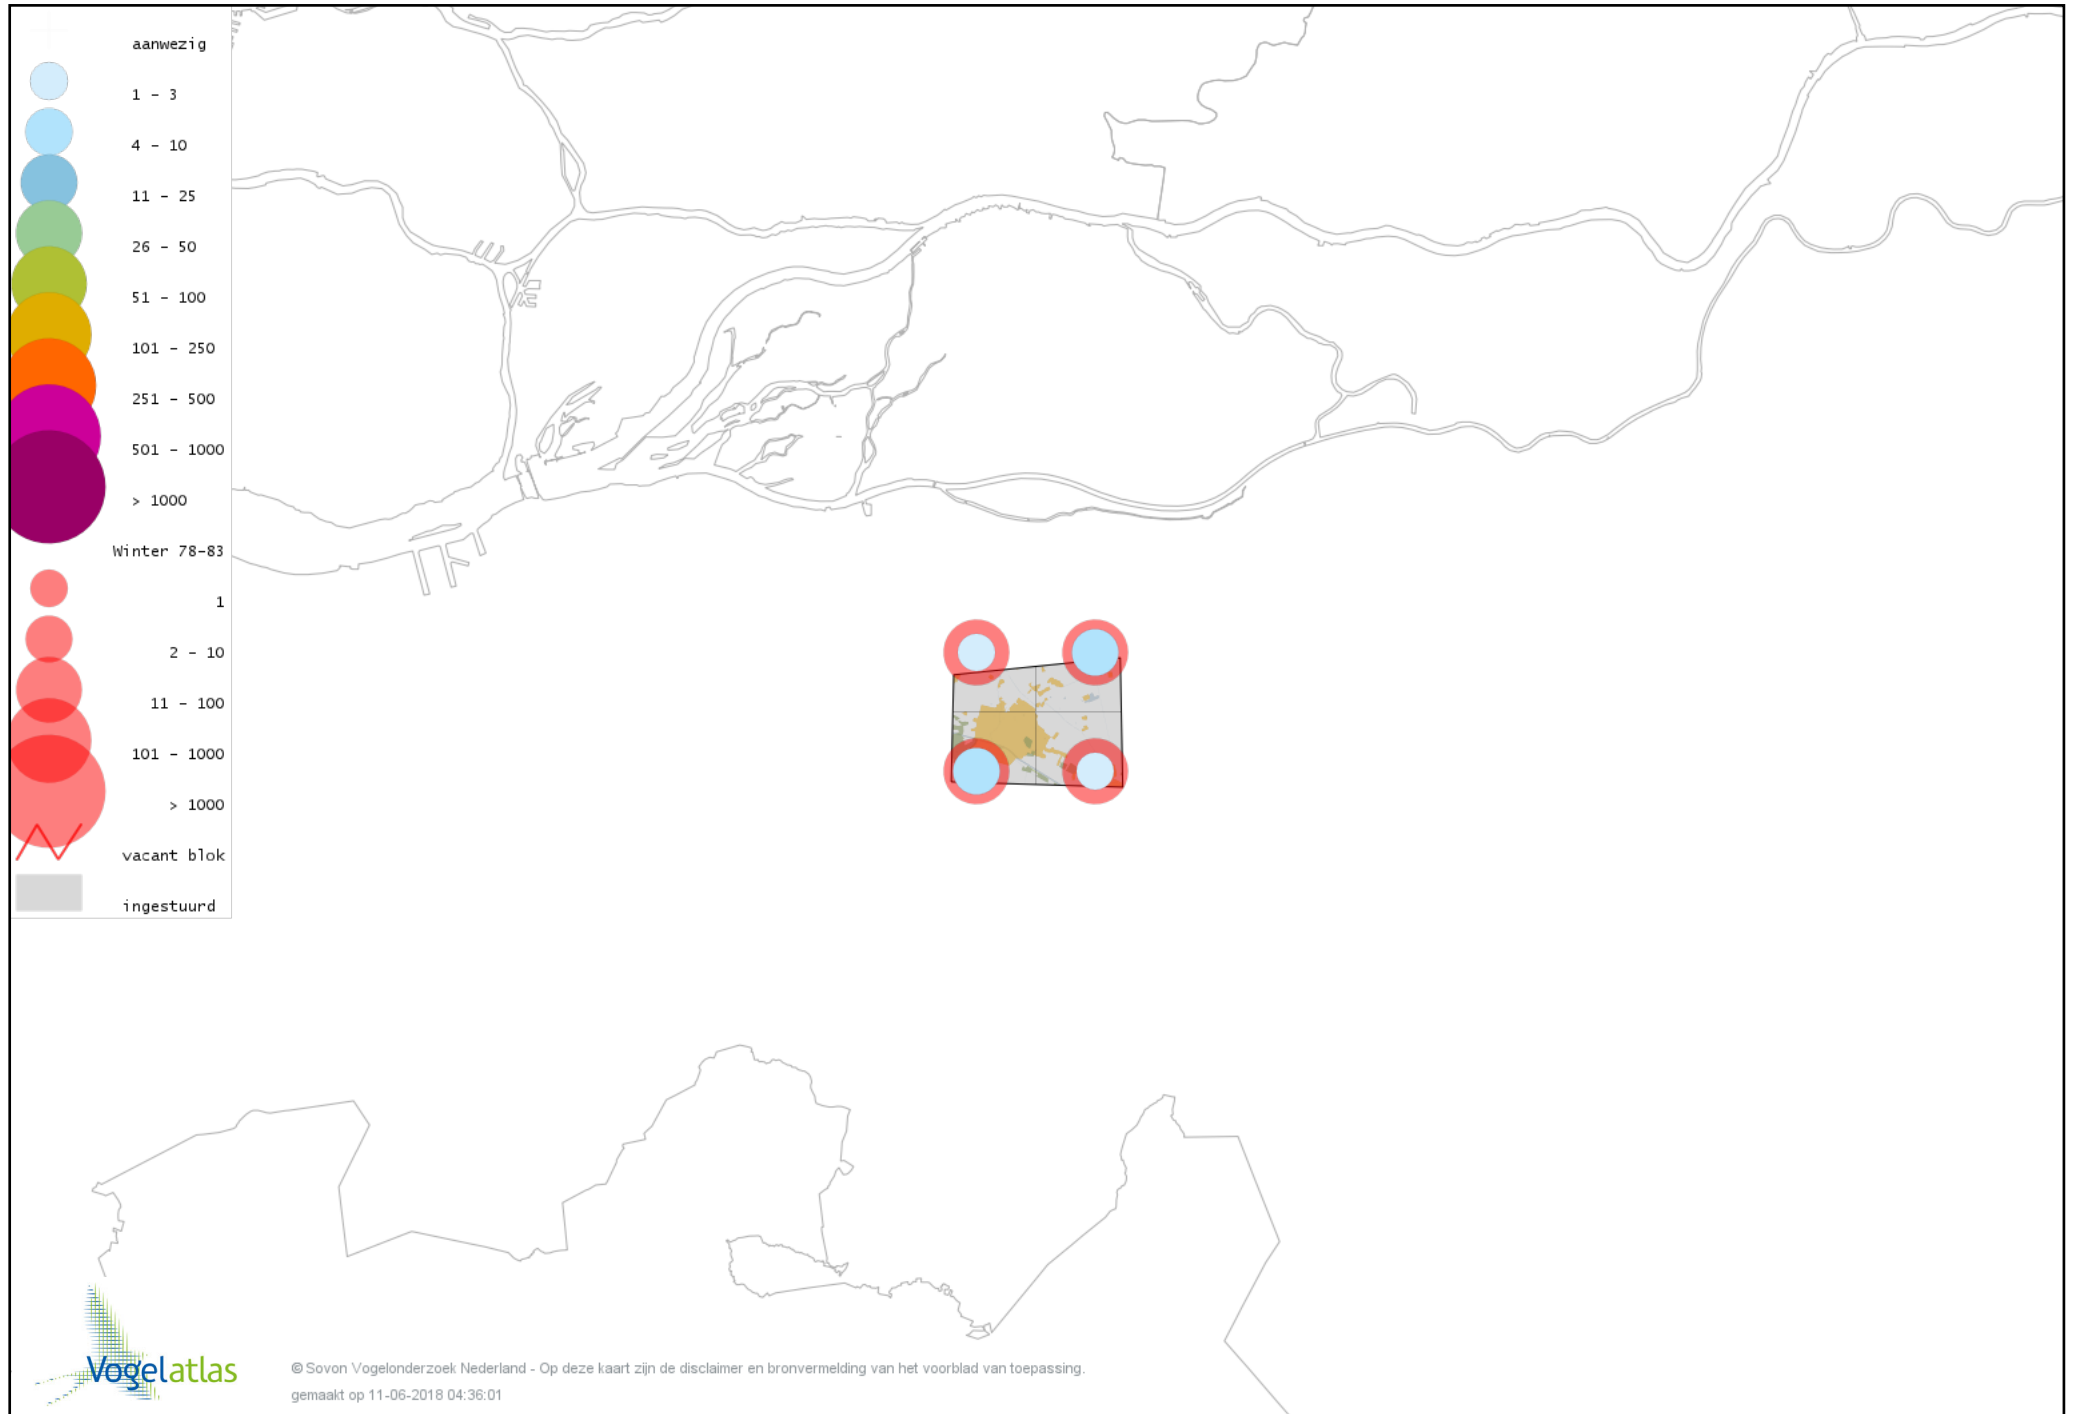 aanwezig
1 - 3
4 - 10
11 - 25
26 - 50
51 - 100
101 - 250
251 - 500
501 - 1000
> 1000
Winter 78-83
1
2 - 10
11 - 100
101 - 1000
> 1000
vacant blok
ingestuurd
Vogelatlas
© Sovon Vogelonderzoek Nederland - Op deze kaart zijn de disclaimer en bronvermelding van het voorblad van toepassing.
gemaakt op 11-06-2018 04:36:01